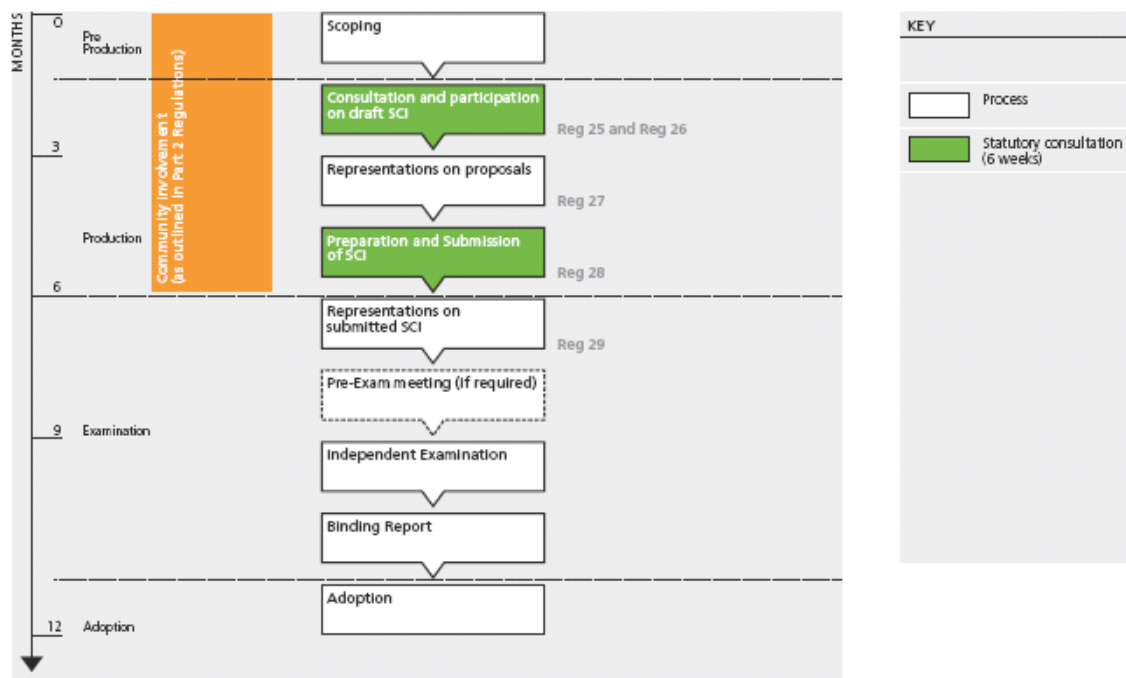 MONTHS
0
Pre
Production
3
Production
6
9
Examination
12
Adoption
Community involvement
(as outlined in Part 2 Regulations)
Scoping
Consultation and participation
on draft SCI
Reg 25 and Reg 26
Representations on proposals
Reg 27
Preparation and Submission
of SCI
Reg 28
Representations on
submitted SCI
Reg 29
Pre-Exam meeting (if required)
Independent Examination
Binding Report
Adoption
KEY
Process
Statutory consultation
(6 weeks)